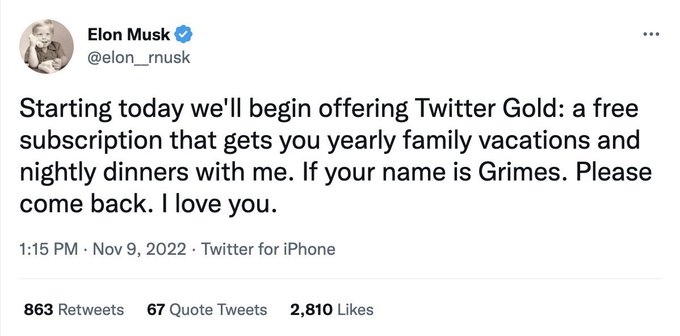 Elon Musk
@elon__rnusk
Starting today we'll begin offering Twitter Gold: a free
subscription that gets you yearly family vacations and
nightly dinners with me. If your name is Grimes. Please
come back. I love you.
1:15 PM · Nov 9, 2022 · Twitter for iPhone
863 Retweets 67 Quote Tweets 2,810 Likes